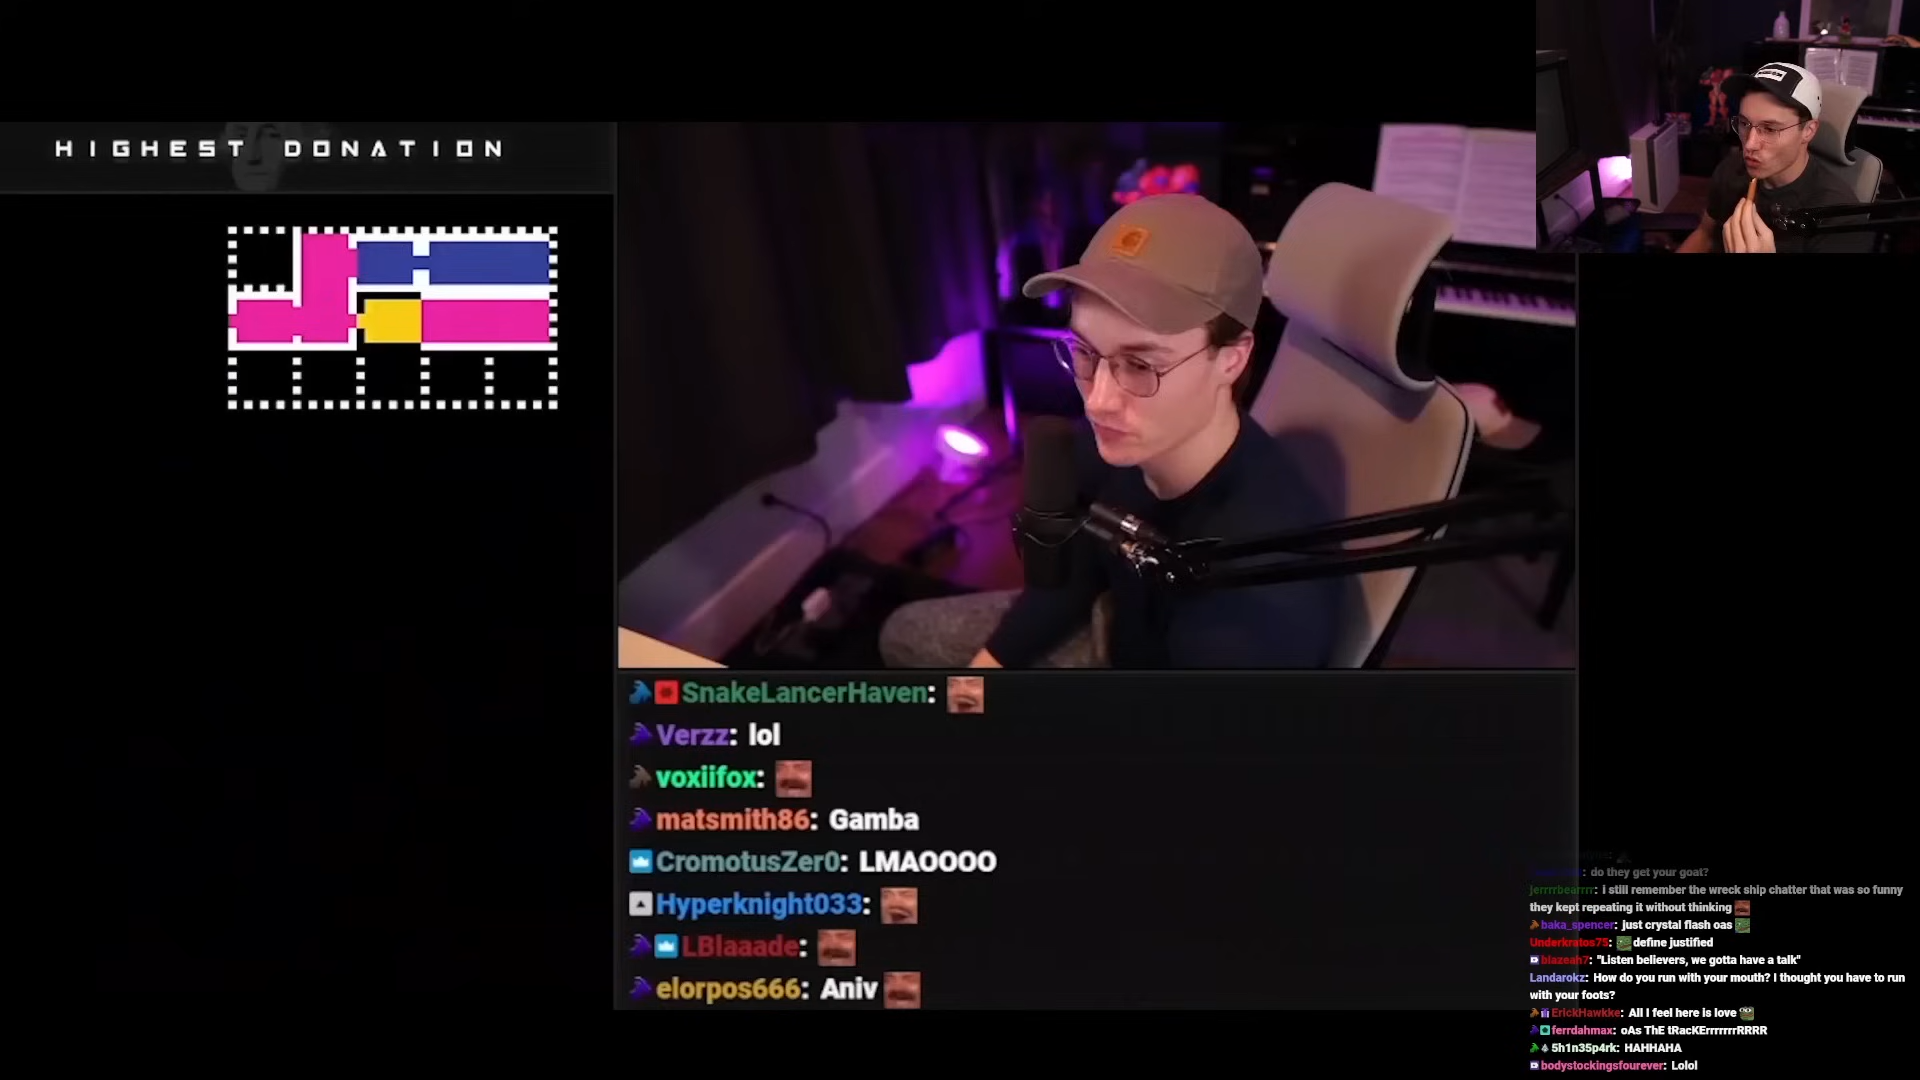 HIGHEST DONATION
SnakeLancerHaven:
Verzz: lol
voxiifox:
matsmith86: Gamba
CromotusZer0: LMAOOOO
Hyperknight033:
LBlaaade:
elorpos666: Aniv
: do they get your goat?
jerrrrbearrrr: i still remember the wreck ship chatter that was so funny
they kept repeating it without thinking
baka_spencer: just crystal flash oas
Underkratos75: define justified
blazeah7: "Listen believers, we gotta have a talk"
Landarokz: How do you run with your mouth? I thought you have to run
with your foots?
ErickHawkke: All I feel here is love
ferrdahmax: oAs ThE tRacKErrrrrrrRRRR
5h1n35p4rk: HAHHAHA
bodystockingsfourever: Lolol